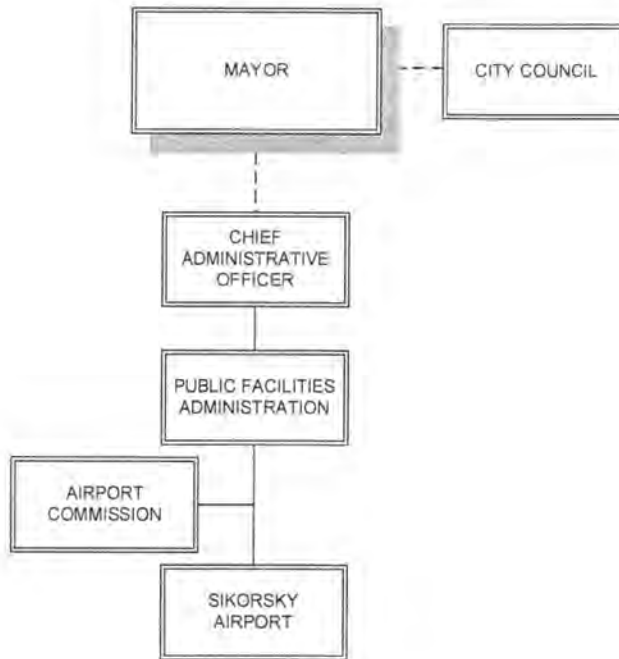 MAYOR
CITY COUNCIL
CHIEF
ADMINISTRATIVE
OFFICER
PUBLIC FACILITIES
ADMINISTRATION
AIRPORT
COMMISSION
SIKORSKY
AIRPORT